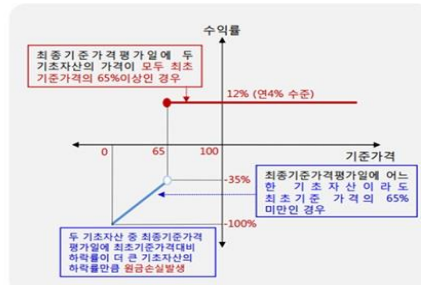 수익률
최종기준가격평가일에 두
기초자산의 가격이 모두 최초
기준가격의 65%이상인 경우
12% (연4% 수준)
0
65
100
기준가격
-35%
최종기준가격평가일에 어느
한 기초자산이라도
최초기준 가격의 65%
미만인 경우
-100%
두 기초자산 중 최종기준가격
평가일에 최초기준가격대비
하락률이 더 큰 기초자산의
하락률만큼 원금손실발생